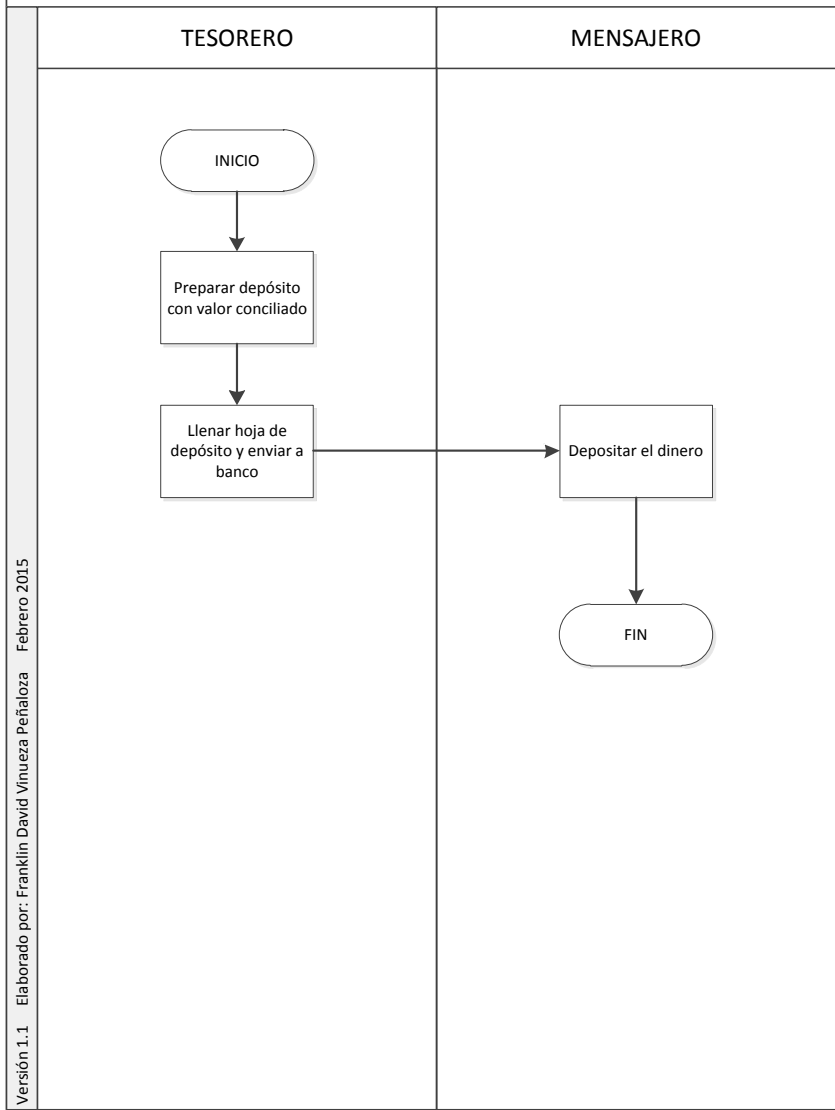 TESORERO
MENSAJERO
INICIO
Preparar depósito
con valor conciliado
Llenar hoja de
depósito y enviar a
banco
Depositar el dinero
FIN
Versión 1.1 Elaborado por: Franklin David Vinueza Peñaloza Febrero 2015